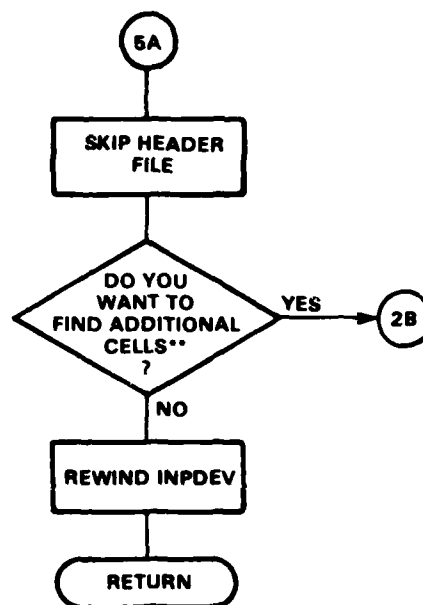 5A
SKIP HEADER
FILE
DO YOU
WANT TO
FIND ADDITIONAL
CELLS**
?
YES
2B
NO
REWIND INPDEV
RETURN